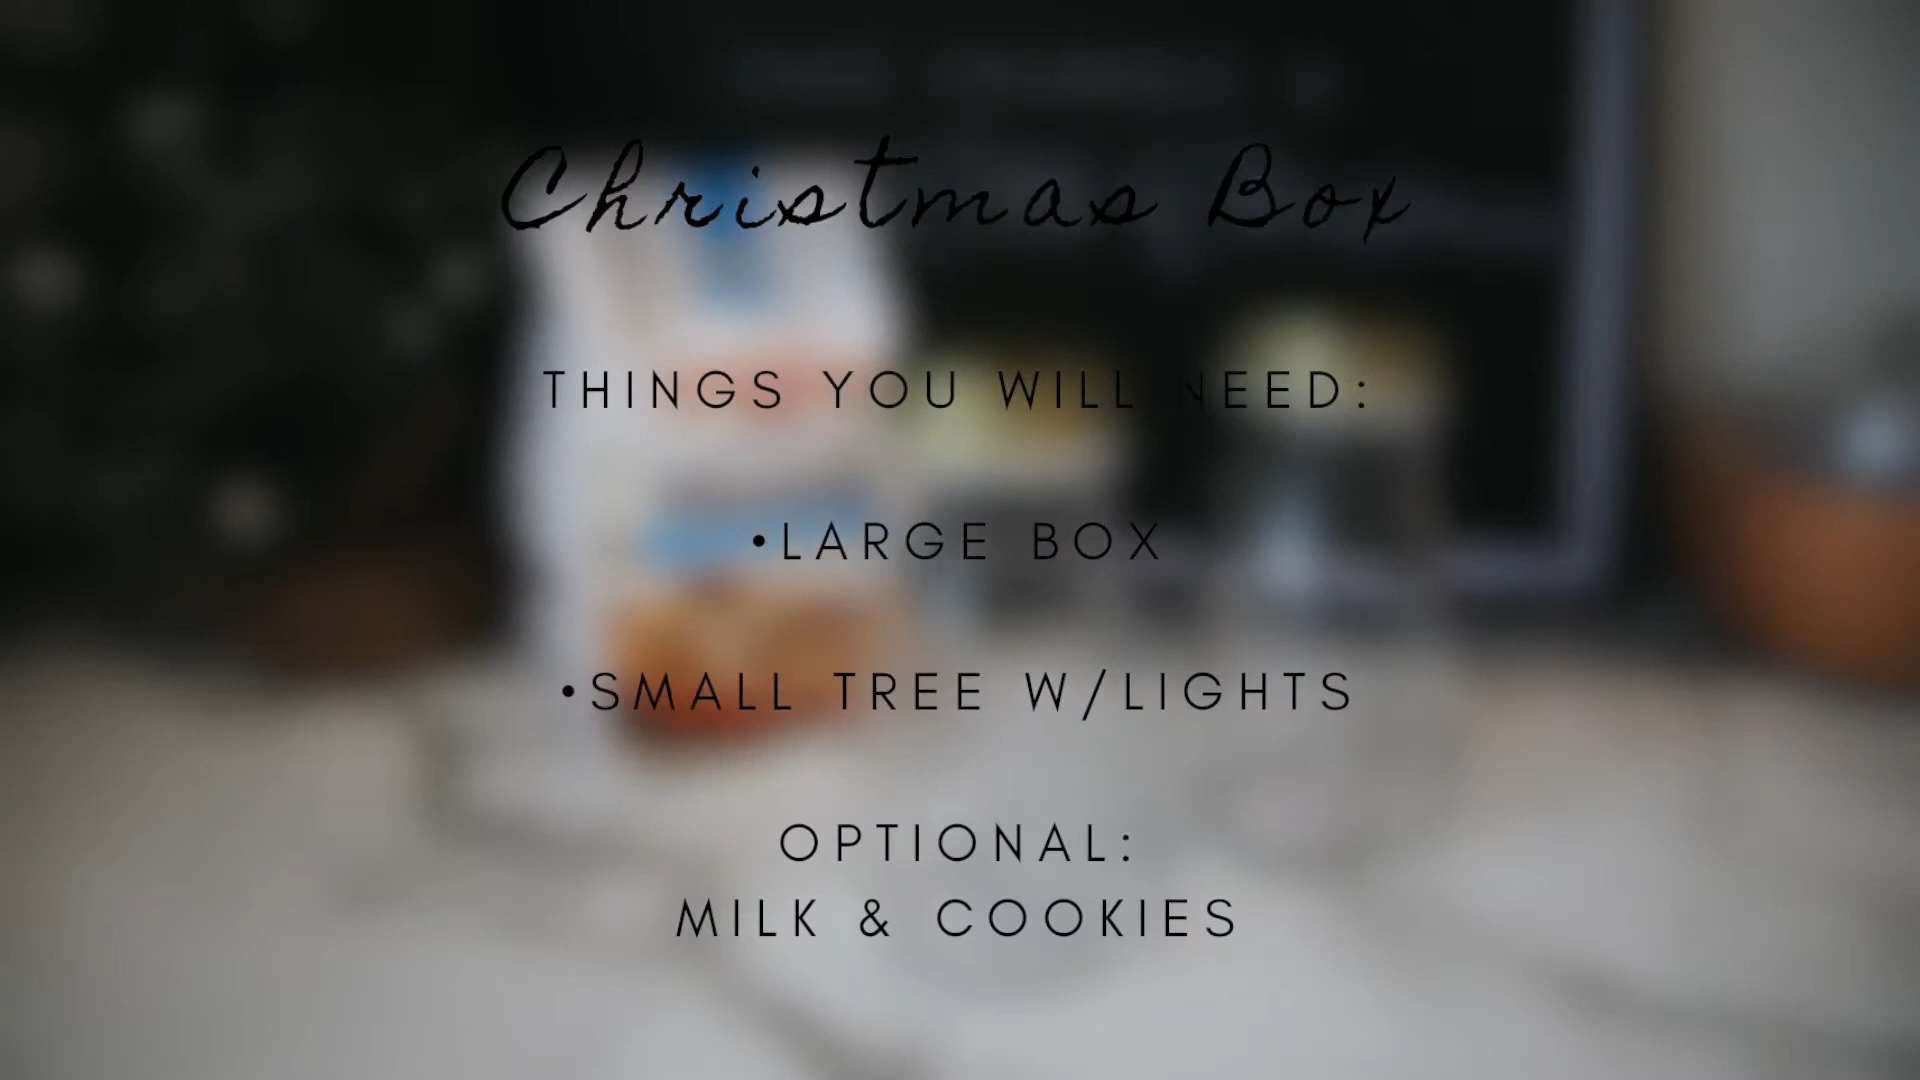 Christmas Box
THINGS YOU WILL NEED:
•LARGE BOX
•SMALL TREE W/LIGHTS
OPTIONAL:
MILK & COOKIES